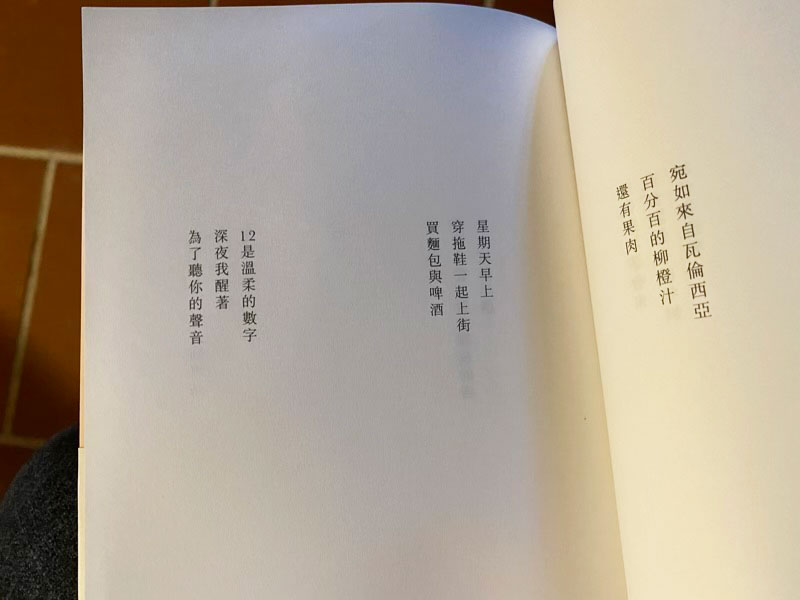 宛如來自瓦倫西亞
百分百的柳橙汁
還有果肉
星期天早上
穿拖鞋一起上街
買麵包與啤酒
12是溫柔的數字
深夜我醒著
為了聽你的聲音